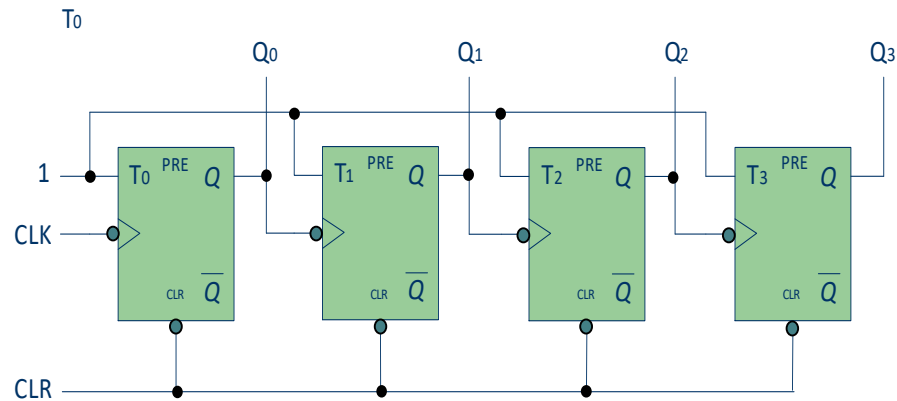 T0
Q0 Q1 Q2 Q3
1 T0 PRE Q T1 PRE Q T2 PRE Q T3 PRE Q
CLK
CLR Q̅ CLR Q̅ CLR Q̅ CLR Q̅
CLR